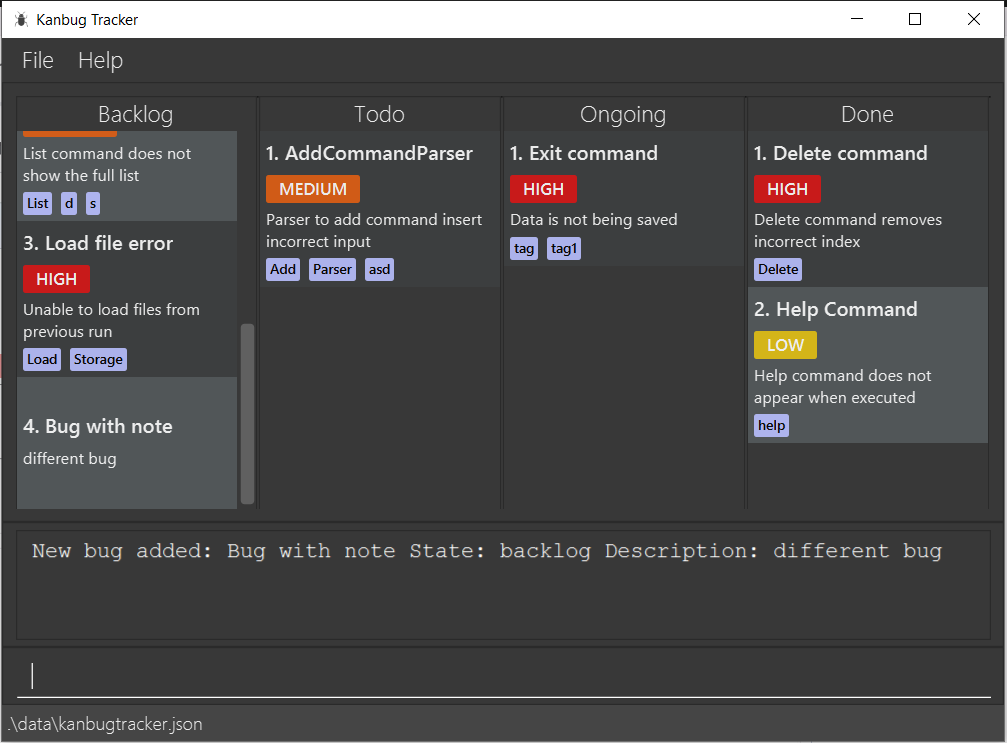 Kanbug Tracker
File Help
Backlog
List command does not
show the full list
List d s
3. Load file error
HIGH
Unable to load files from
previous run
Load Storage
4. Bug with note
different bug
Todo
1. AddCommandParser
MEDIUM
Parser to add command insert
incorrect input
Add Parser asd
Ongoing
1. Exit command
HIGH
Data is not being saved
tag tag1
Done
1. Delete command
HIGH
Delete command removes
incorrect index
Delete
2. Help Command
LOW
Help command does not
appear when executed
help
New bug added: Bug with note State: backlog Description: different bug
.\data\kanbugtracker.json